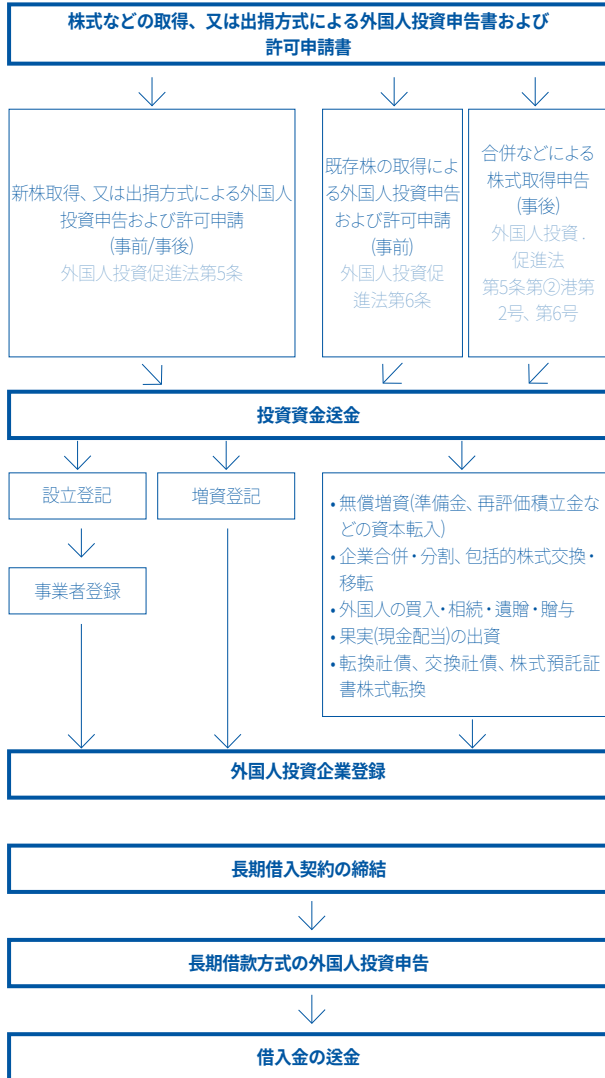 株式などの取得、又は出捐方式による外国人投資申告書および
許可申請書
新株取得、又は出捐方式による外国人
投資申告および許可申請
(事前/事後)
外国人投資促進法第5条
既存株の取得によ
る外国人投資申告
および許可申請
(事前)
外国人投資促
進法第6条
合併などによる
株式取得申告
(事後)
外国人投資 .
促進法
第5条第②港第
2号、第6号
投資資金送金
設立登記
増資登記
事業者登録
• 無償増資(準備金、再評価積立金な
どの資本転入)
• 企業合併・分割、包括的株式交換・
移転
• 外国人の買入・相続・遺贈・贈与
• 果実(現金配当)の出資
• 転換社債、交換社債、株式預託証
書株式転換
外国人投資企業登録
長期借入契約の締結
長期借款方式の外国人投資申告
借入金の送金